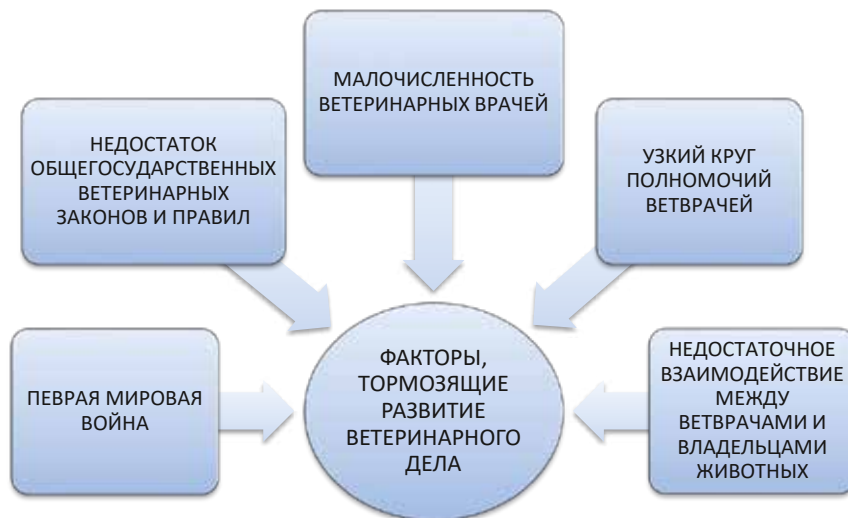 МАЛОЧИСЛЕННОСТЬ
ВЕТЕРИНАРНЫХ ВРАЧЕЙ
НЕДОСТАТОК
ОБЩЕГОСУДАРСТВЕННЫХ
ВЕТЕРИНАРНЫХ
ЗАКОНОВ И ПРАВИЛ
УЗКИЙ КРУГ
ПОЛНОМОЧИЙ
ВЕТВРАЧЕЙ
ПЕВРАЯ МИРОВАЯ
ВОЙНА
ФАКТОРЫ,
ТОРМОЗЯЩИЕ
РАЗВИТИЕ
ВЕТЕРИНАРНОГО
ДЕЛА
НЕДОСТАТОЧНОЕ
ВЗАИМОДЕЙСТВИЕ
МЕЖДУ
ВЕТВРАЧАМИ И
ВЛАДЕЛЬЦАМИ
ЖИВОТНЫХ